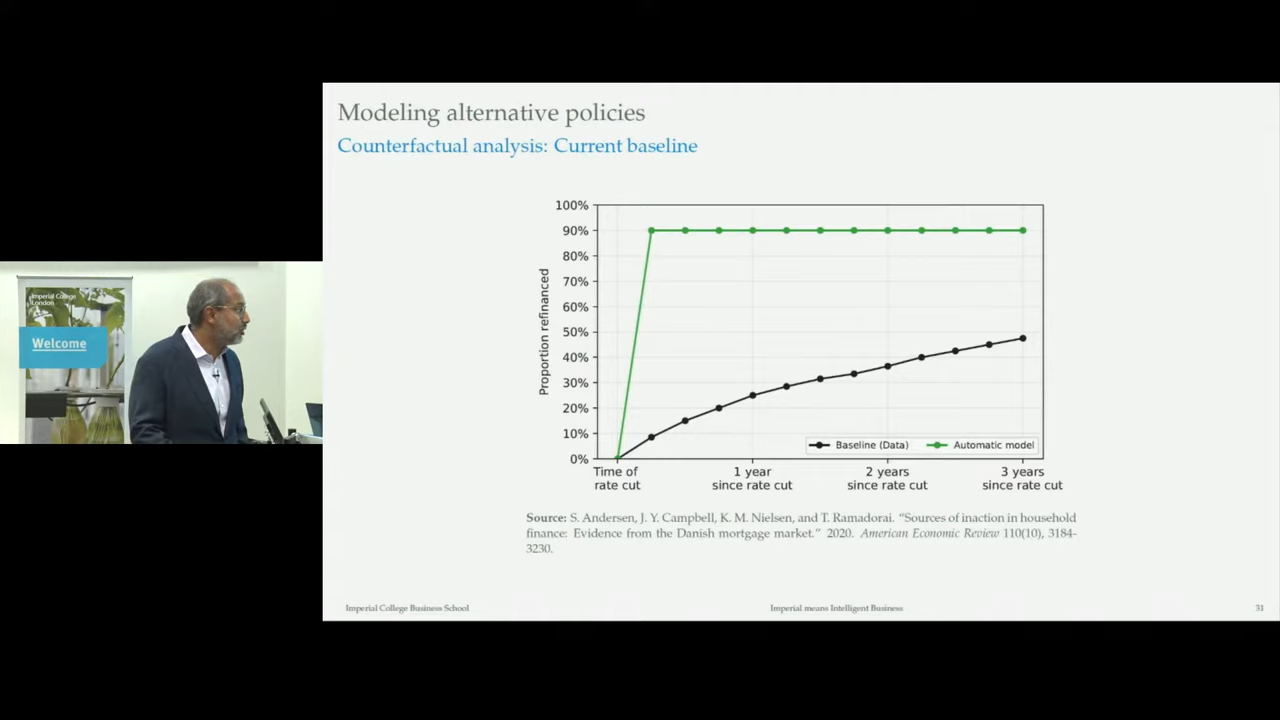 Modeling alternative policies
Counterfactual analysis: Current baseline
100%
90%
80%
70%
60%
50%
40%
30%
20%
10%
0%
Proportion refinanced
Baseline (Data)
Automatic model
Time of
rate cut
1 year
since rate cut
2 years
since rate cut
3 years
since rate cut
Source: S. Andersen, J. Y. Campbell, K. M. Nielsen, and T. Ramadorai. “Sources of inaction in household
finance: Evidence from the Danish mortgage market.” 2020. American Economic Review 110(10), 3184-
3230.
Imperial College Business School
Imperial means Intelligent Business
31
Imperial College
London
Welcome